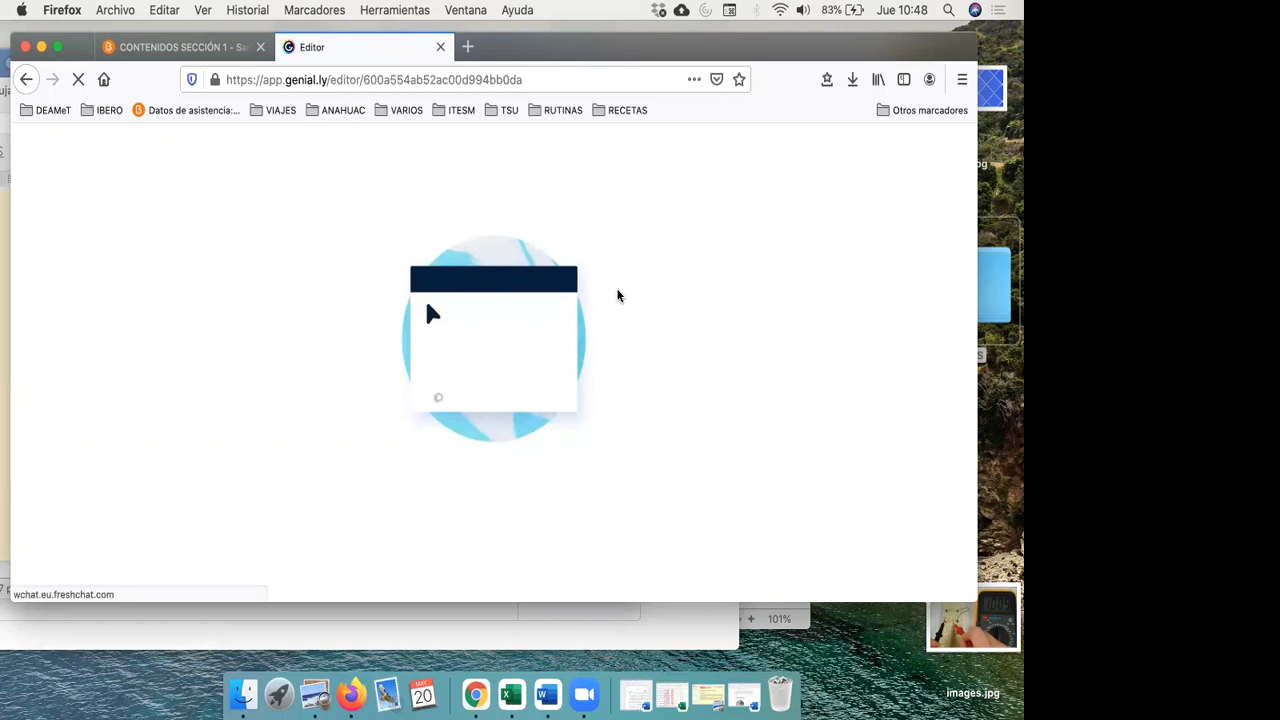 Firefox Archivo Editar Ver Historial Marcadores Herramientas Ventana Ayuda 83% Jue 10:48
CONTENIDOS SECCIÓN 1 - Sa
Editor
https://app.genial.ly/editor/600a554ab52ac00d994bb0da
DEAMeT IBERO Datos de asistencia:... VIAJES ANAHUAC VARIOS ITESM TSU RUTINAS RECETAS Otros marcadores
wchat.eu.freshchat.com
101%
MAY
20
images.jpg